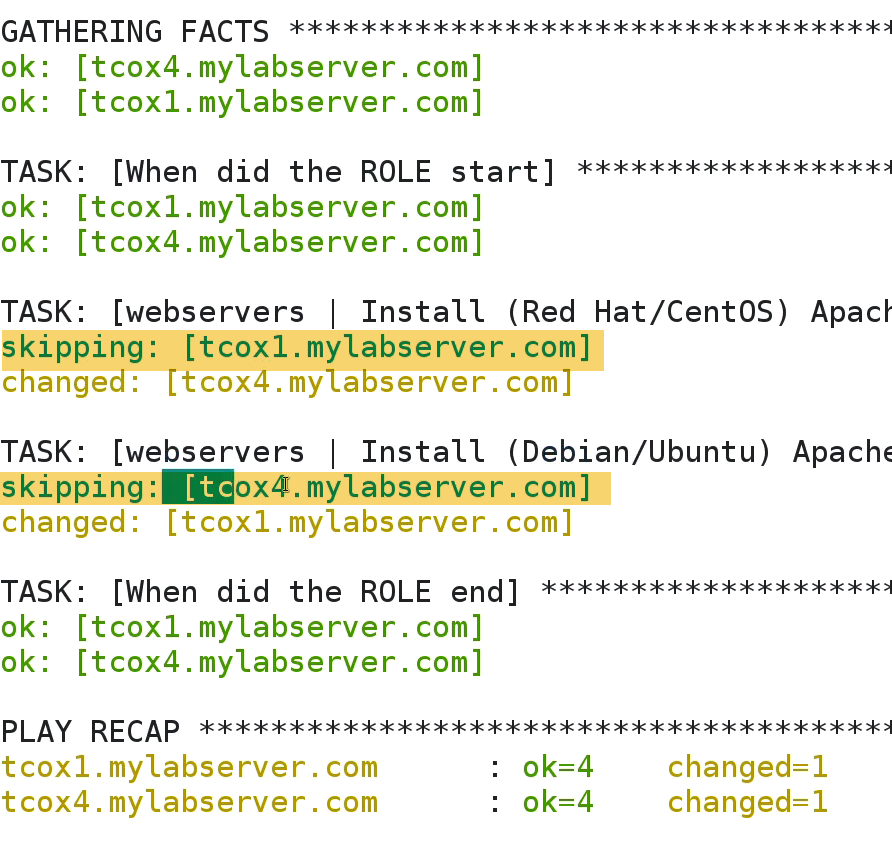 GATHERING FACTS **********************************
ok: [tcox4.mylabserver.com]
ok: [tcox1.mylabserver.com]
TASK: [When did the ROLE start] ******************
ok: [tcox1.mylabserver.com]
ok: [tcox4.mylabserver.com]
TASK: [webservers | Install (Red Hat/CentOS) Apach
skipping: [tcox1.mylabserver.com]
changed: [tcox4.mylabserver.com]
TASK: [webservers | Install (Debian/Ubuntu) Apache
skipping: [tcox4.mylabserver.com]
changed: [tcox1.mylabserver.com]
TASK: [When did the ROLE end] ********************
ok: [tcox1.mylabserver.com]
ok: [tcox4.mylabserver.com]
PLAY RECAP ***************************************
tcox1.mylabserver.com      : ok=4    changed=1
tcox4.mylabserver.com      : ok=4    changed=1